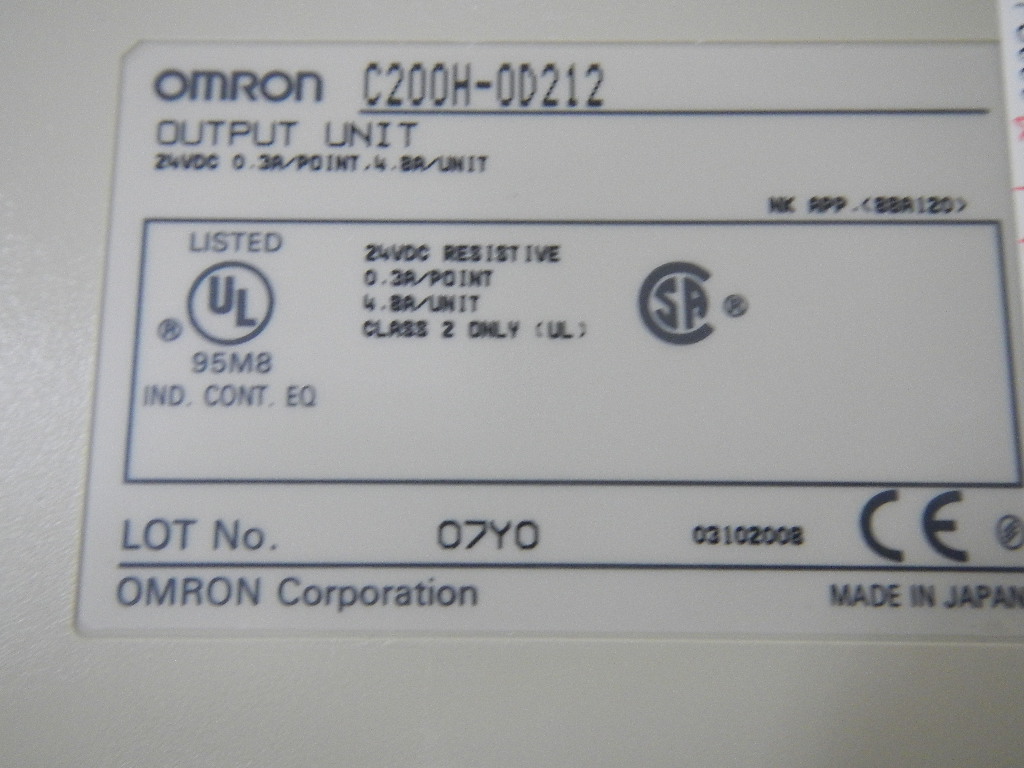 OMRON C200H-OD212
OUTPUT UNIT
24VDC 0.3A/POINT,4.8A/UNIT
NK APP.(88A120)
LISTED
UL
®
95M8
IND. CONT. EQ
24VDC RESISTIVE
0.3A/POINT
4.8A/UNIT
CLASS 2 ONLY (UL)
SA ®
LOT No. 07Y0 03102008 CE
OMRON Corporation MADE IN JAPAN